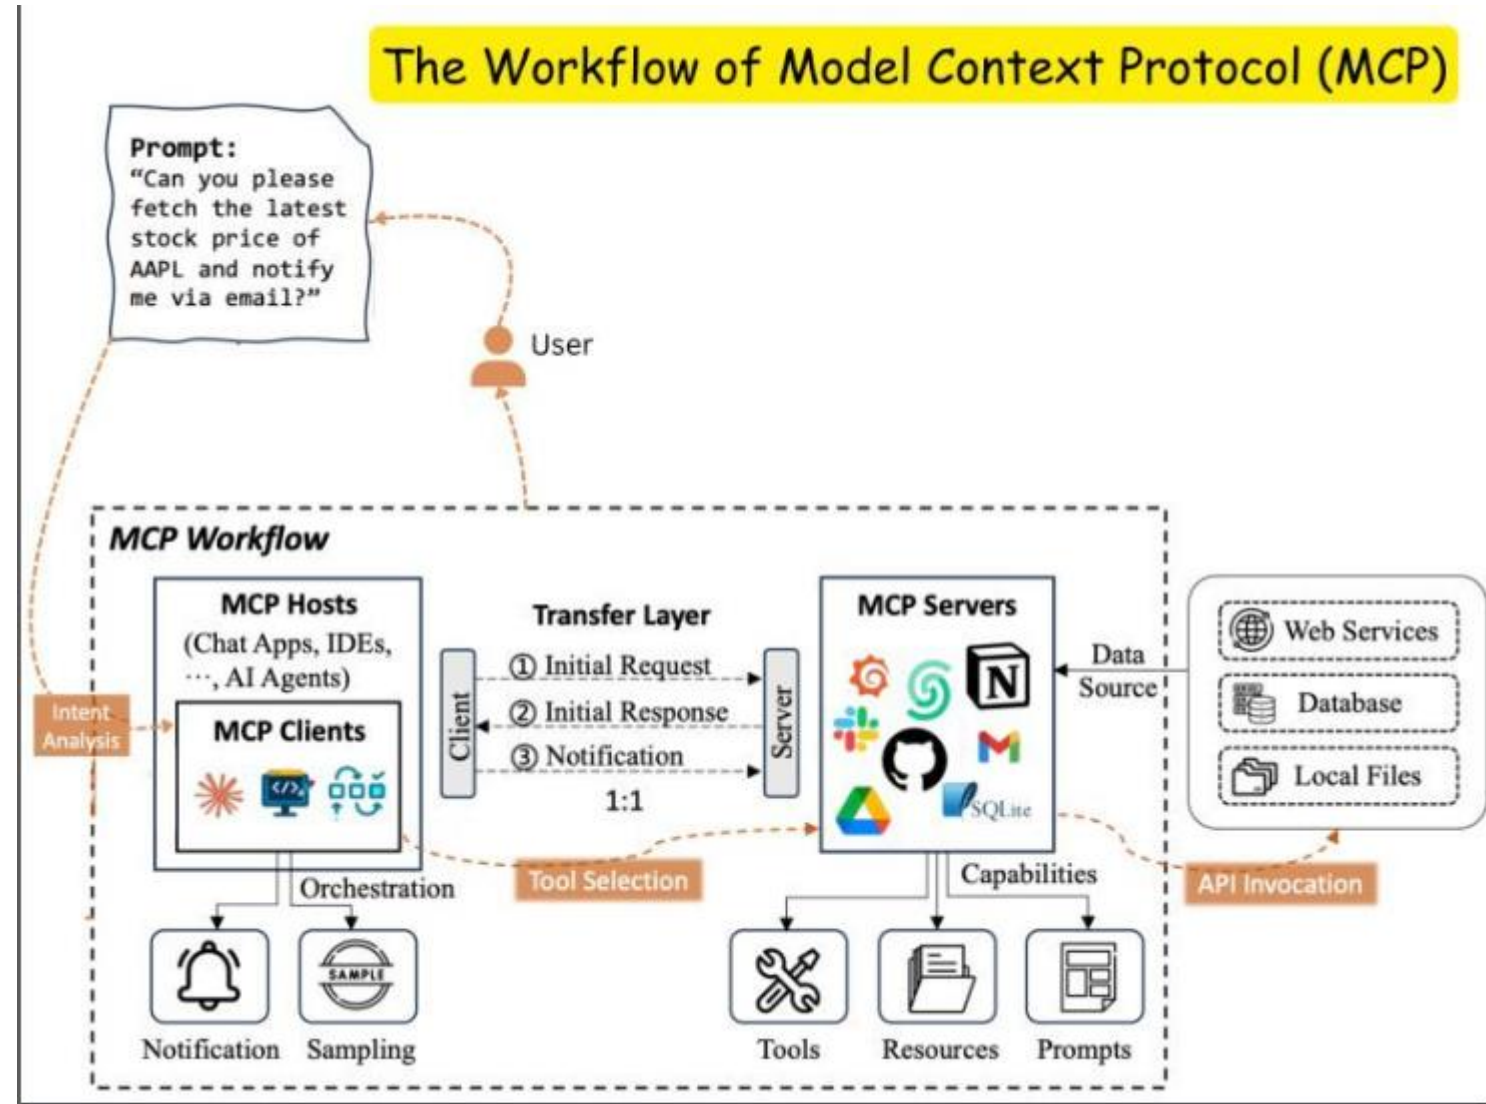 The Workflow of Model Context Protocol (MCP)
Prompt:
“Can you please
fetch the latest
stock price of
AAPL and notify
me via email?”
User
MCP Workflow
MCP Hosts
(Chat Apps, IDEs,
···, AI Agents)
MCP Clients
Intent
Analysis
Transfer Layer
Client
① Initial Request
② Initial Response
③ Notification
1:1
Server
MCP Servers
N
SQLite
Data
Source
Web Services
Database
Local Files
Orchestration
Tool Selection
Capabilities
API Invocation
SAMPLE
Notification
Sampling
Tools
Resources
Prompts